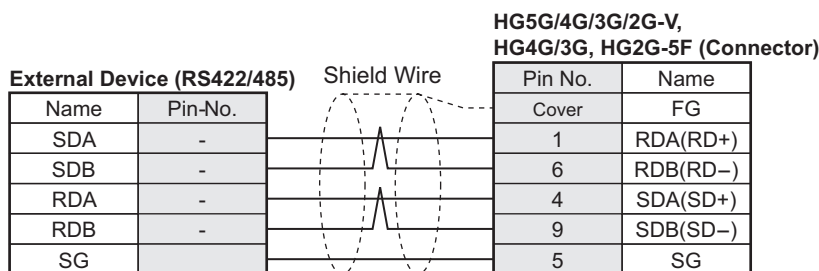 HG5G/4G/3G/2G-V,
HG4G/3G, HG2G-5F (Connector)
External Device (RS422/485)
Shield Wire
Name Pin-No.
Pin No. Name
Cover FG
SDA - 1 RDA(RD+)
SDB - 6 RDB(RD−)
RDA - 4 SDA(SD+)
RDB - 9 SDB(SD−)
SG 5 SG